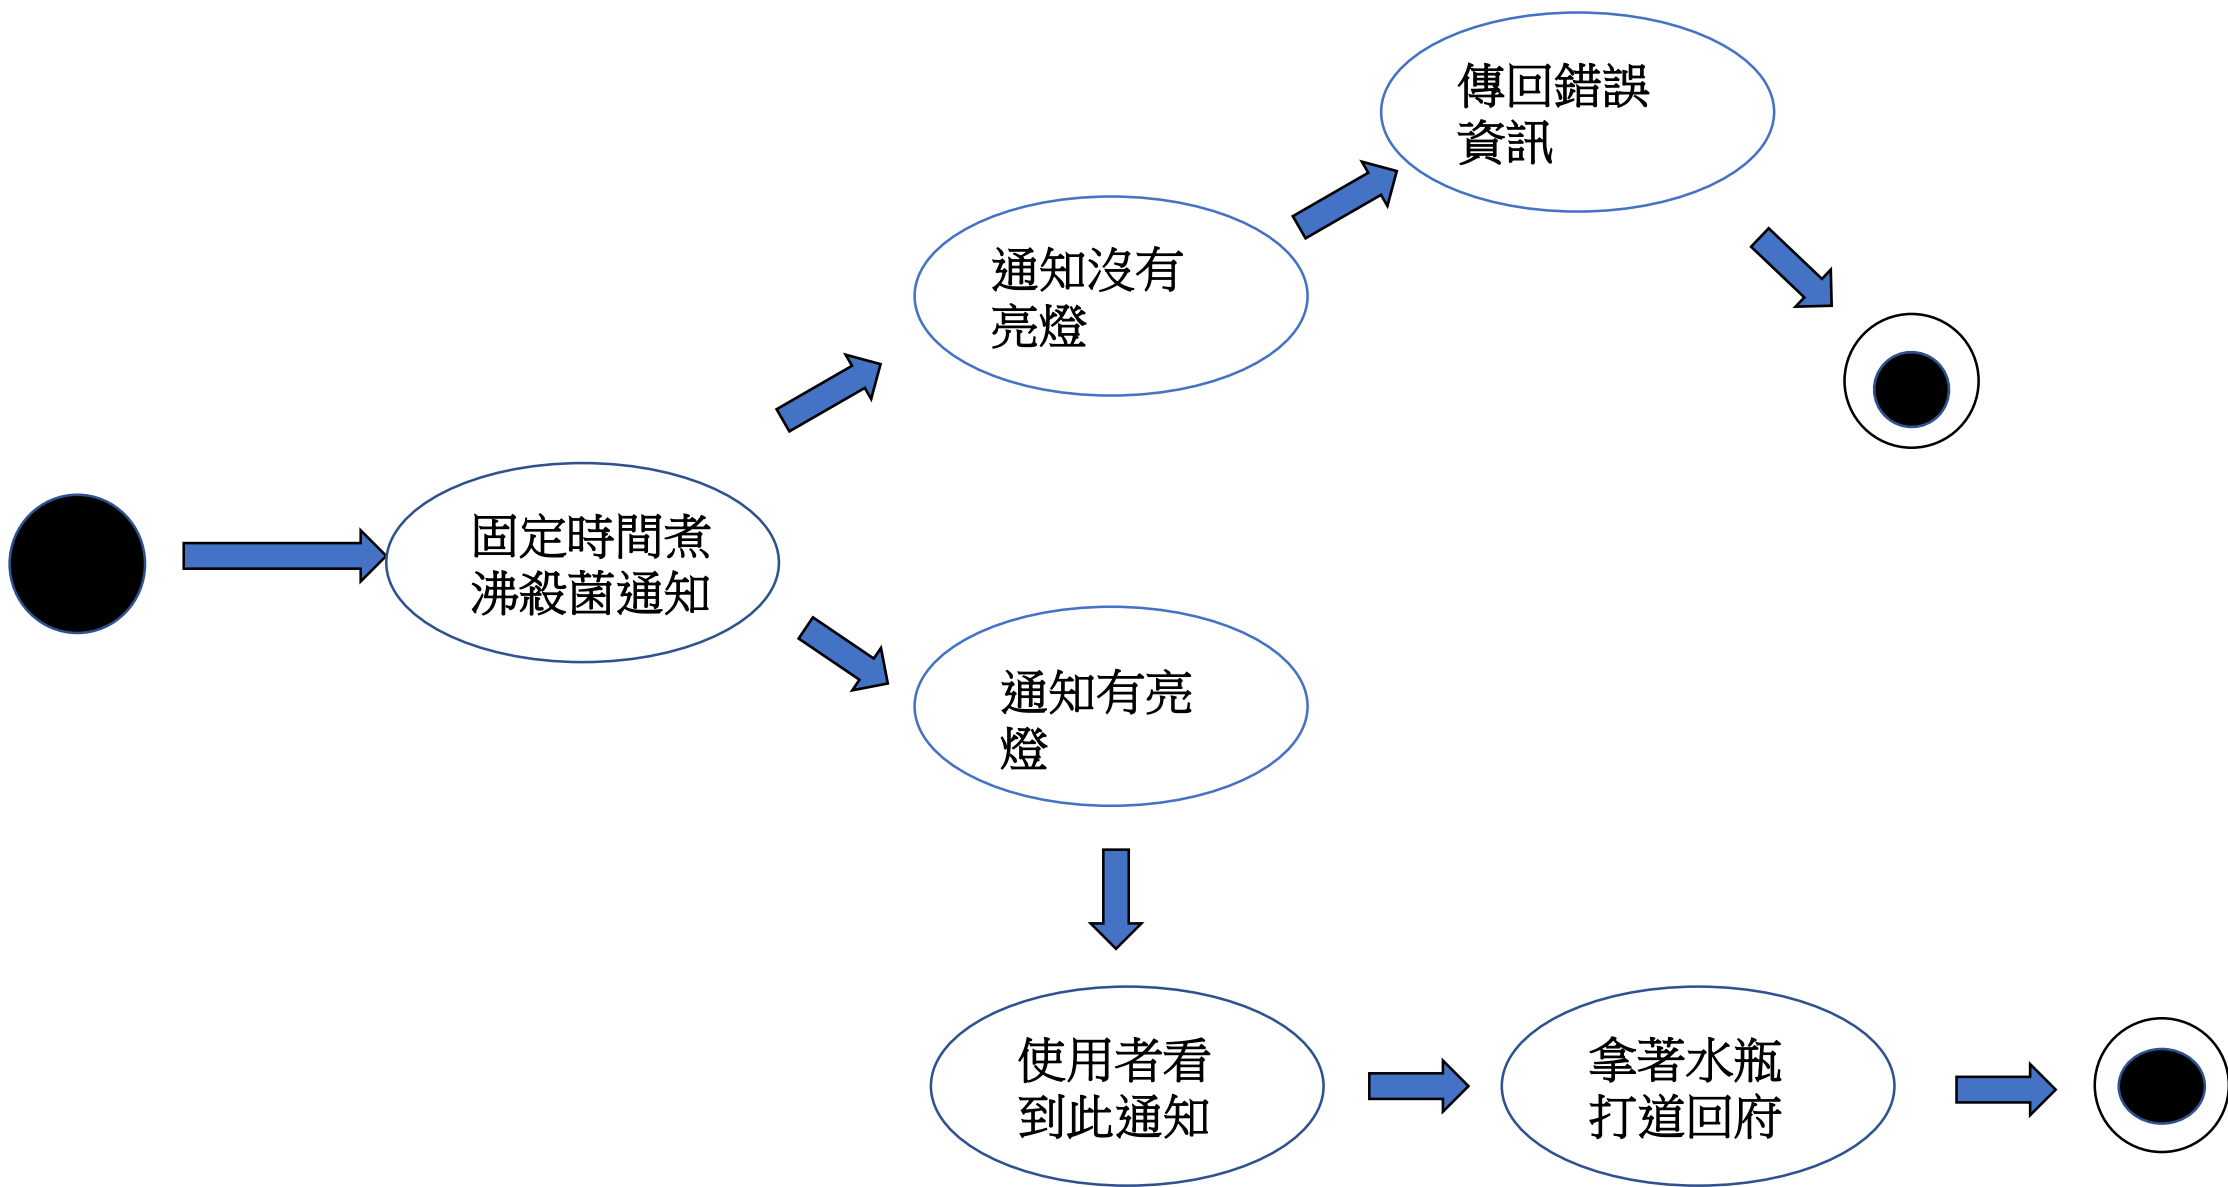 傳回錯誤
資訊
通知沒有
亮燈
固定時間煮
沸殺菌通知
通知有亮
燈
使用者看
到此通知
拿著水瓶
打道回府